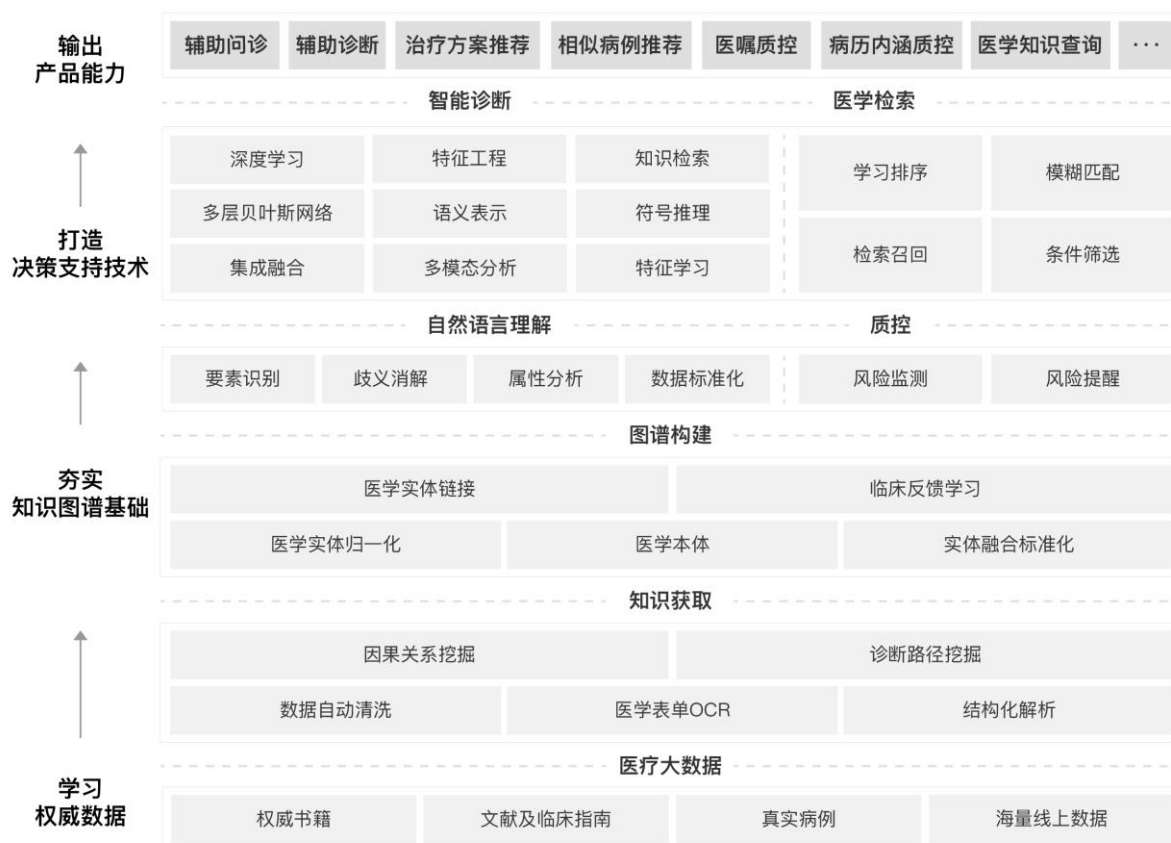 输出
产品能力
辅助问诊 辅助诊断 治疗方案推荐 相似病例推荐 医嘱质控 病历内涵质控 医学知识查询 ···
智能诊断 医学检索
深度学习 特征工程 知识检索
学习排序 模糊匹配
多层贝叶斯网络 语义表示 符号推理
打造
决策支持技术
检索召回 条件筛选
集成融合 多模态分析 特征学习
自然语言理解 质控
要素识别 歧义消解 属性分析 数据标准化 风险监测 风险提醒
图谱构建
夯实
知识图谱基础
医学实体链接 临床反馈学习
医学实体归一化 医学本体 实体融合标准化
知识获取
因果关系挖掘 诊断路径挖掘
数据自动清洗 医学表单OCR 结构化解析
医疗大数据
学习
权威数据
权威书籍 文献及临床指南 真实病例 海量线上数据